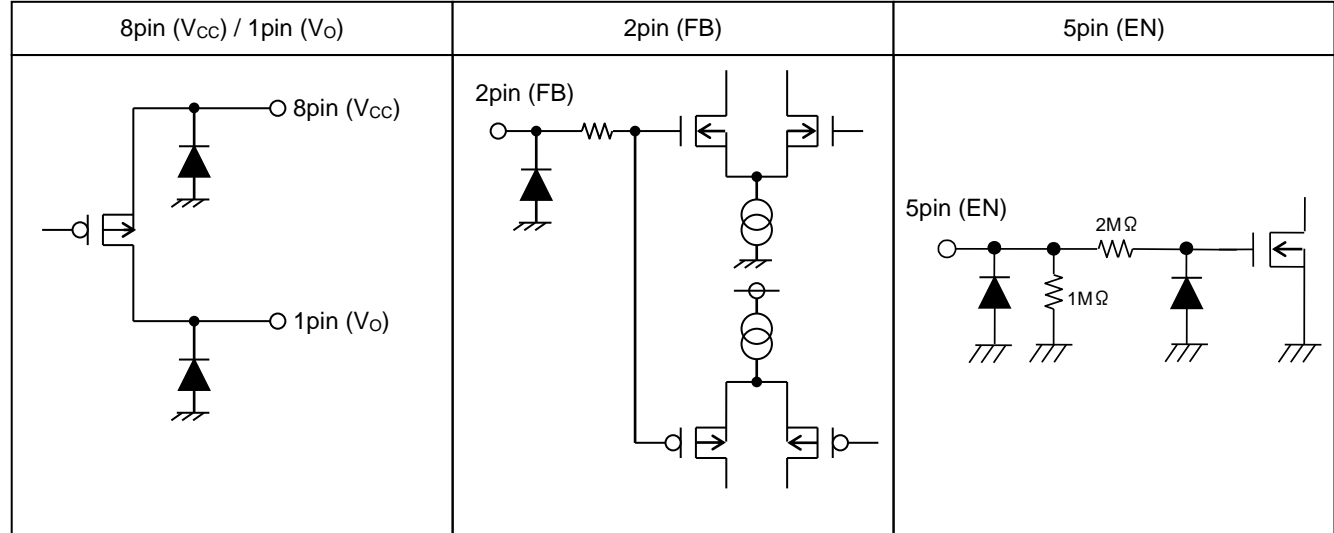 8pin (VCC) / 1pin (VO)
2pin (FB)
5pin (EN)
8pin (VCC)
1pin (VO)
2pin (FB)
5pin (EN)
2MΩ
1MΩ